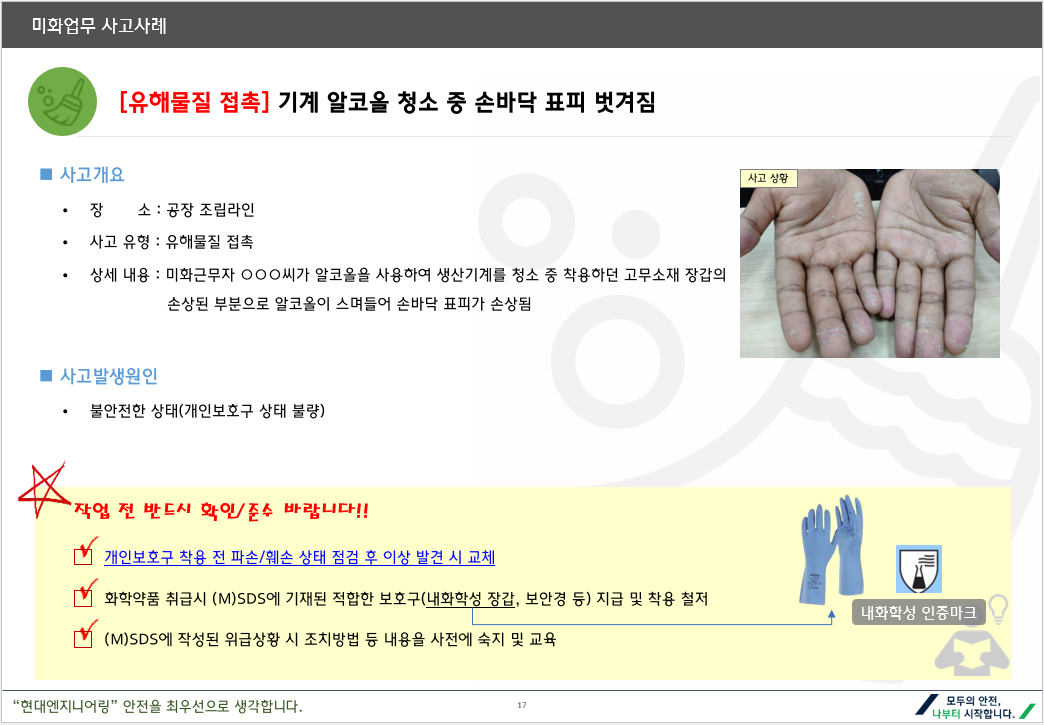 미화업무 사고사례
[유해물질 접촉] 기계 알코올 청소 중 손바닥 표피 벗겨짐
■ 사고개요
사고 상황
• 장 소 : 공장 조립라인
• 사고 유형 : 유해물질 접촉
• 상세 내용 : 미화근무자 ○○○씨가 알코올을 사용하여 생산기계를 청소 중 착용하던 고무소재 장갑의
손상된 부분으로 알코올이 스며들어 손바닥 표피가 손상됨
■ 사고발생원인
• 불안전한 상태(개인보호구 상태 불량)
작업 전 반드시 확인/준수 바랍니다!!
개인보호구 착용 전 파손/훼손 상태 점검 후 이상 발견 시 교체
화학약품 취급시 (M)SDS에 기재된 적합한 보호구(내화학성 장갑, 보안경 등) 지급 및 착용 철저
내화학성 인증마크
(M)SDS에 작성된 위급상황 시 조치방법 등 내용을 사전에 숙지 및 교육
“현대엔지니어링” 안전을 최우선으로 생각합니다.
17
모두의 안전,
나부터 시작합니다.